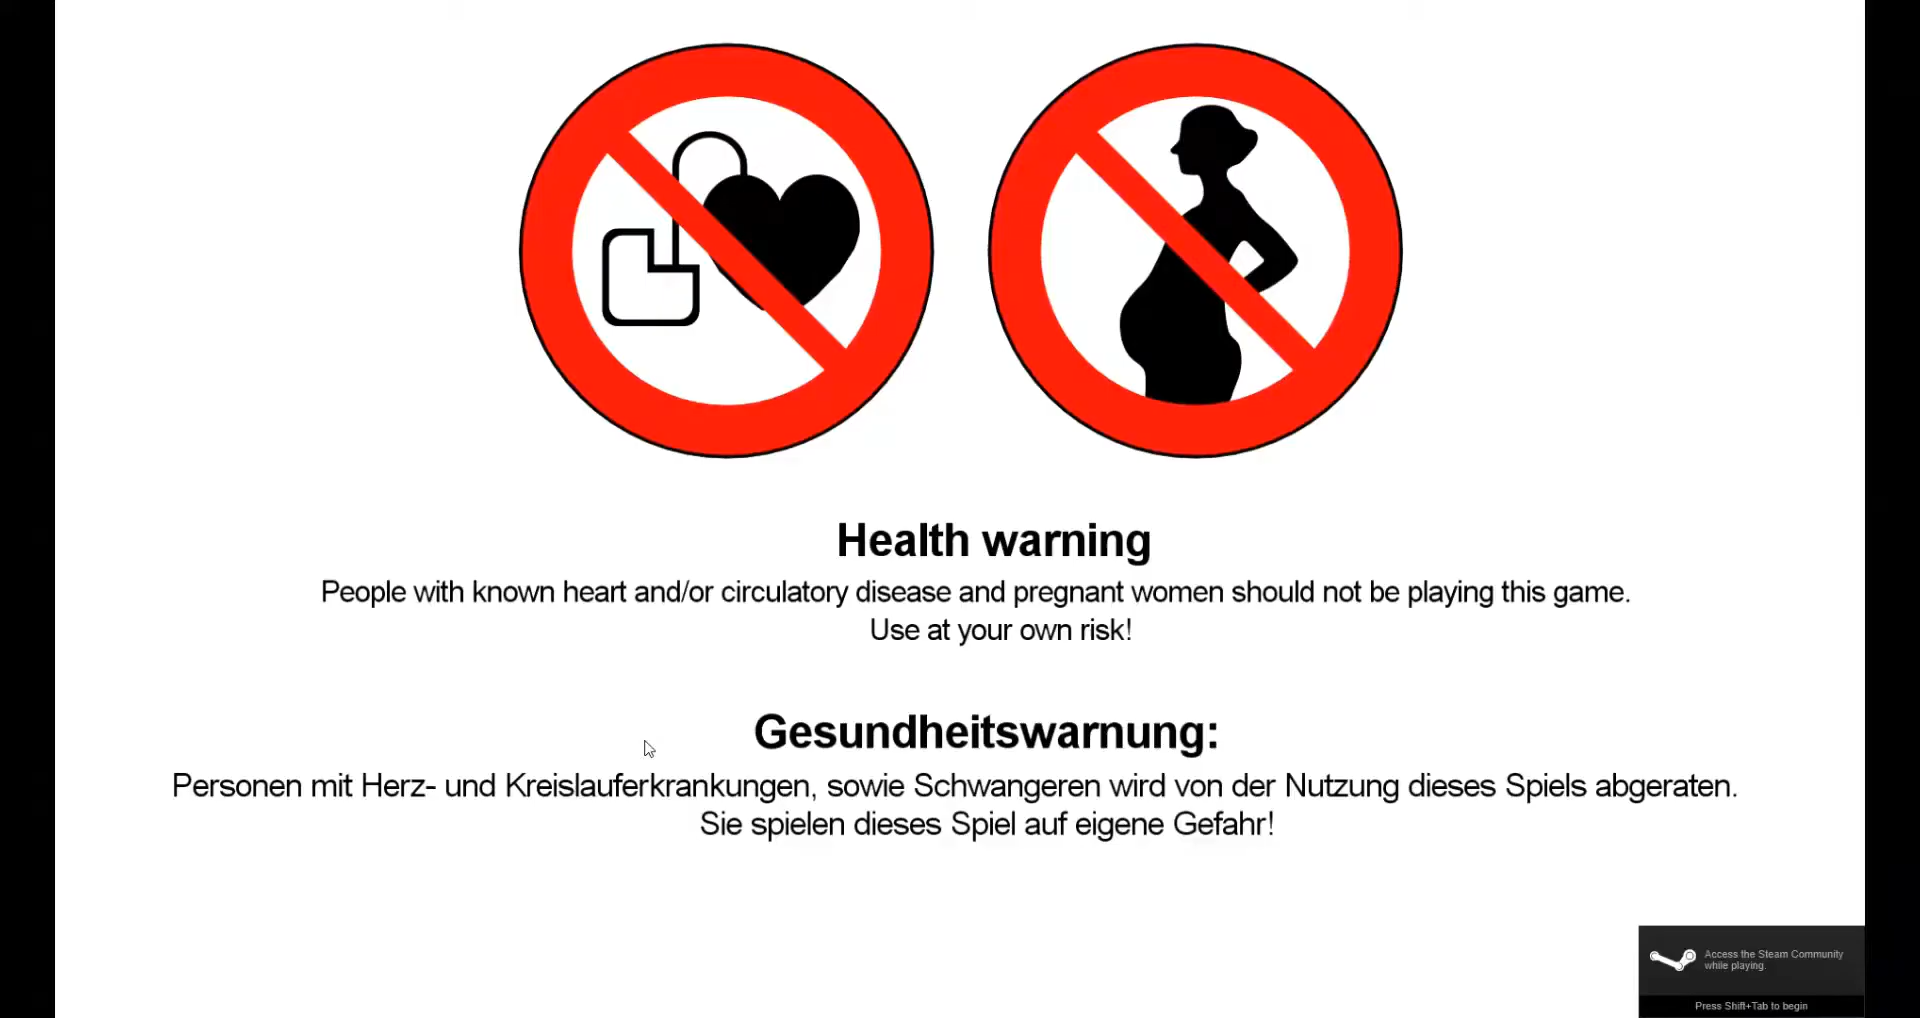 Health warning
People with known heart and/or circulatory disease and pregnant women should not be playing this game.
Use at your own risk!
Gesundheitswarnung:
Personen mit Herz- und Kreislauferkrankungen, sowie Schwangeren wird von der Nutzung dieses Spiels abgeraten.
Sie spielen dieses Spiel auf eigene Gefahr!
Access the Steam Community
while playing.
Press Shift+Tab to begin